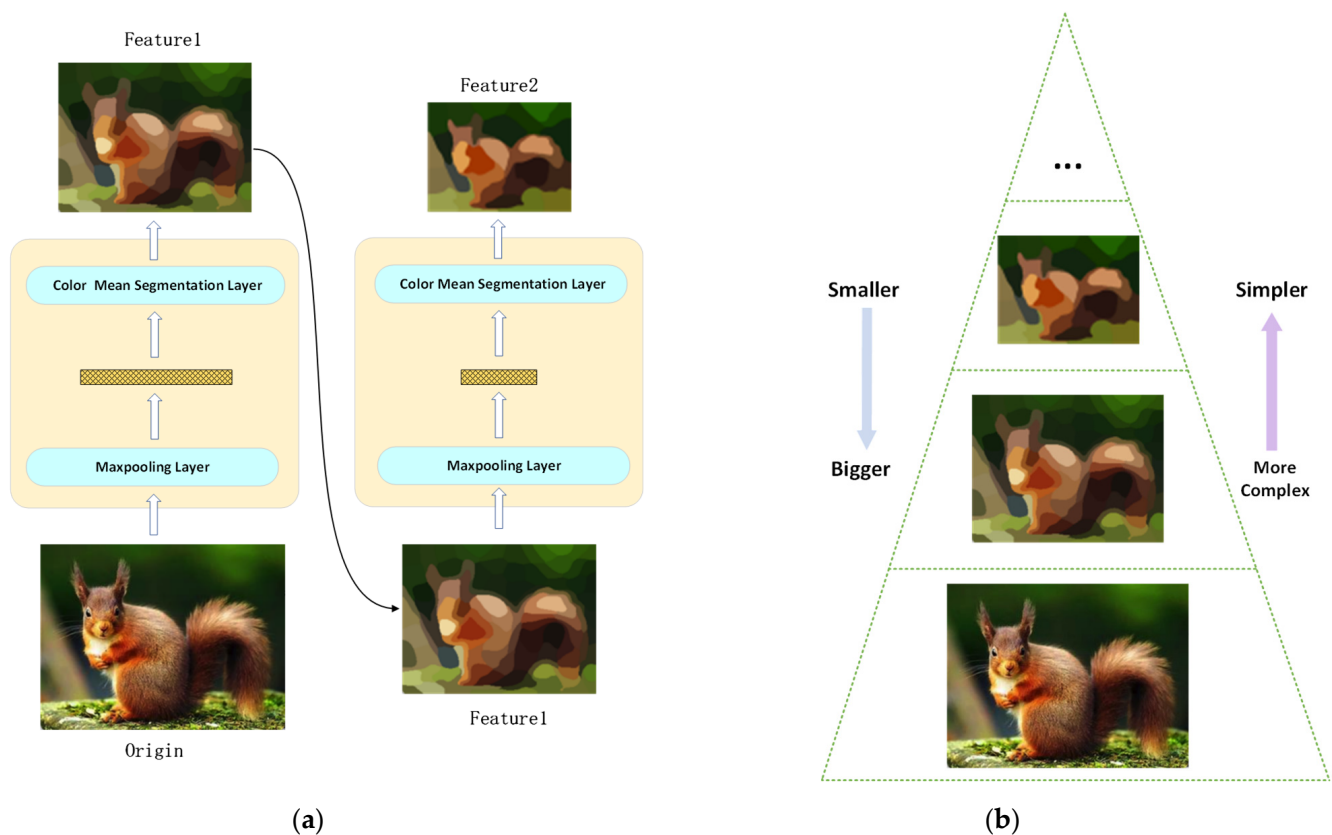 Feature1
Feature2
Color Mean Segmentation Layer
Maxpooling Layer
Origin
Color Mean Segmentation Layer
Maxpooling Layer
Feature1
(a)
...
Smaller
Bigger
Simpler
More
Complex
(b)